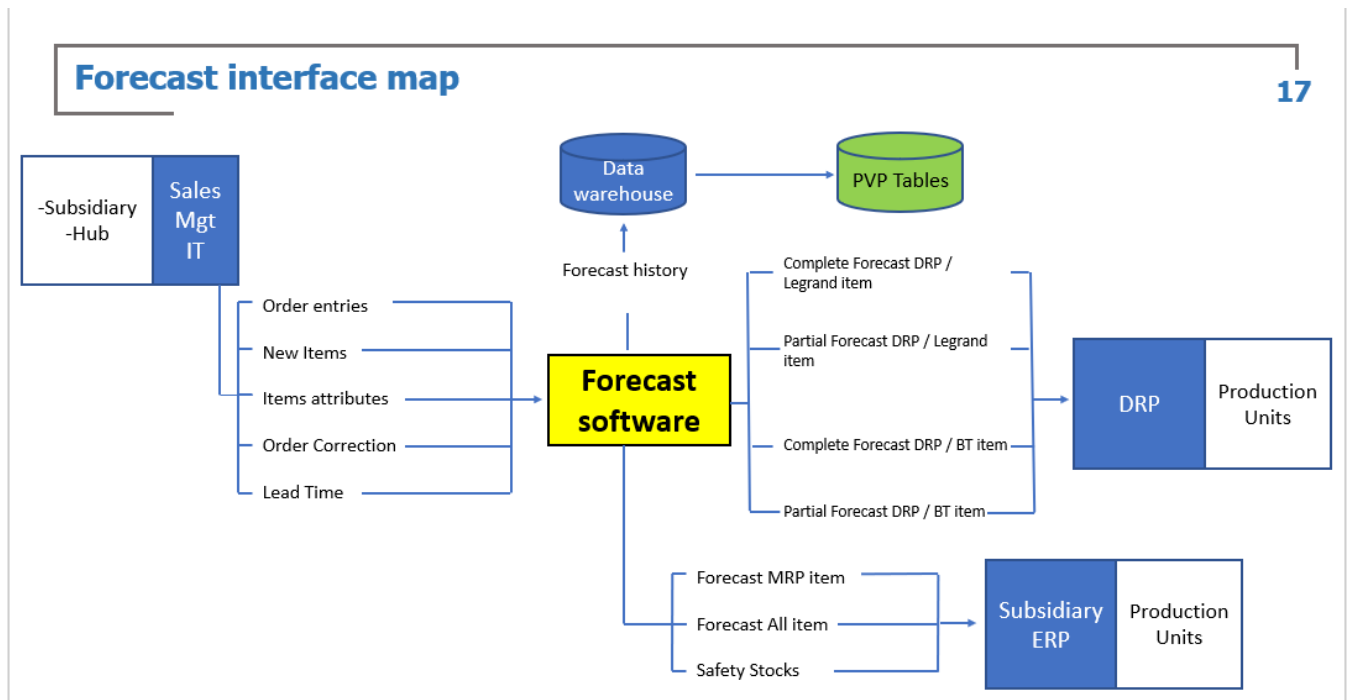 Forecast interface map
17
-Subsidiary
-Hub
Sales
Mgt
IT
Data
warehouse
PVP Tables
Forecast history
Order entries
New Items
Items attributes
Order Correction
Lead Time
Forecast
software
Complete Forecast DRP /
Legrand item
Partial Forecast DRP / Legrand
item
Complete Forecast DRP / BT item
Partial Forecast DRP / BT item
DRP
Production
Units
Forecast MRP item
Forecast All item
Safety Stocks
Subsidiary
ERP
Production
Units